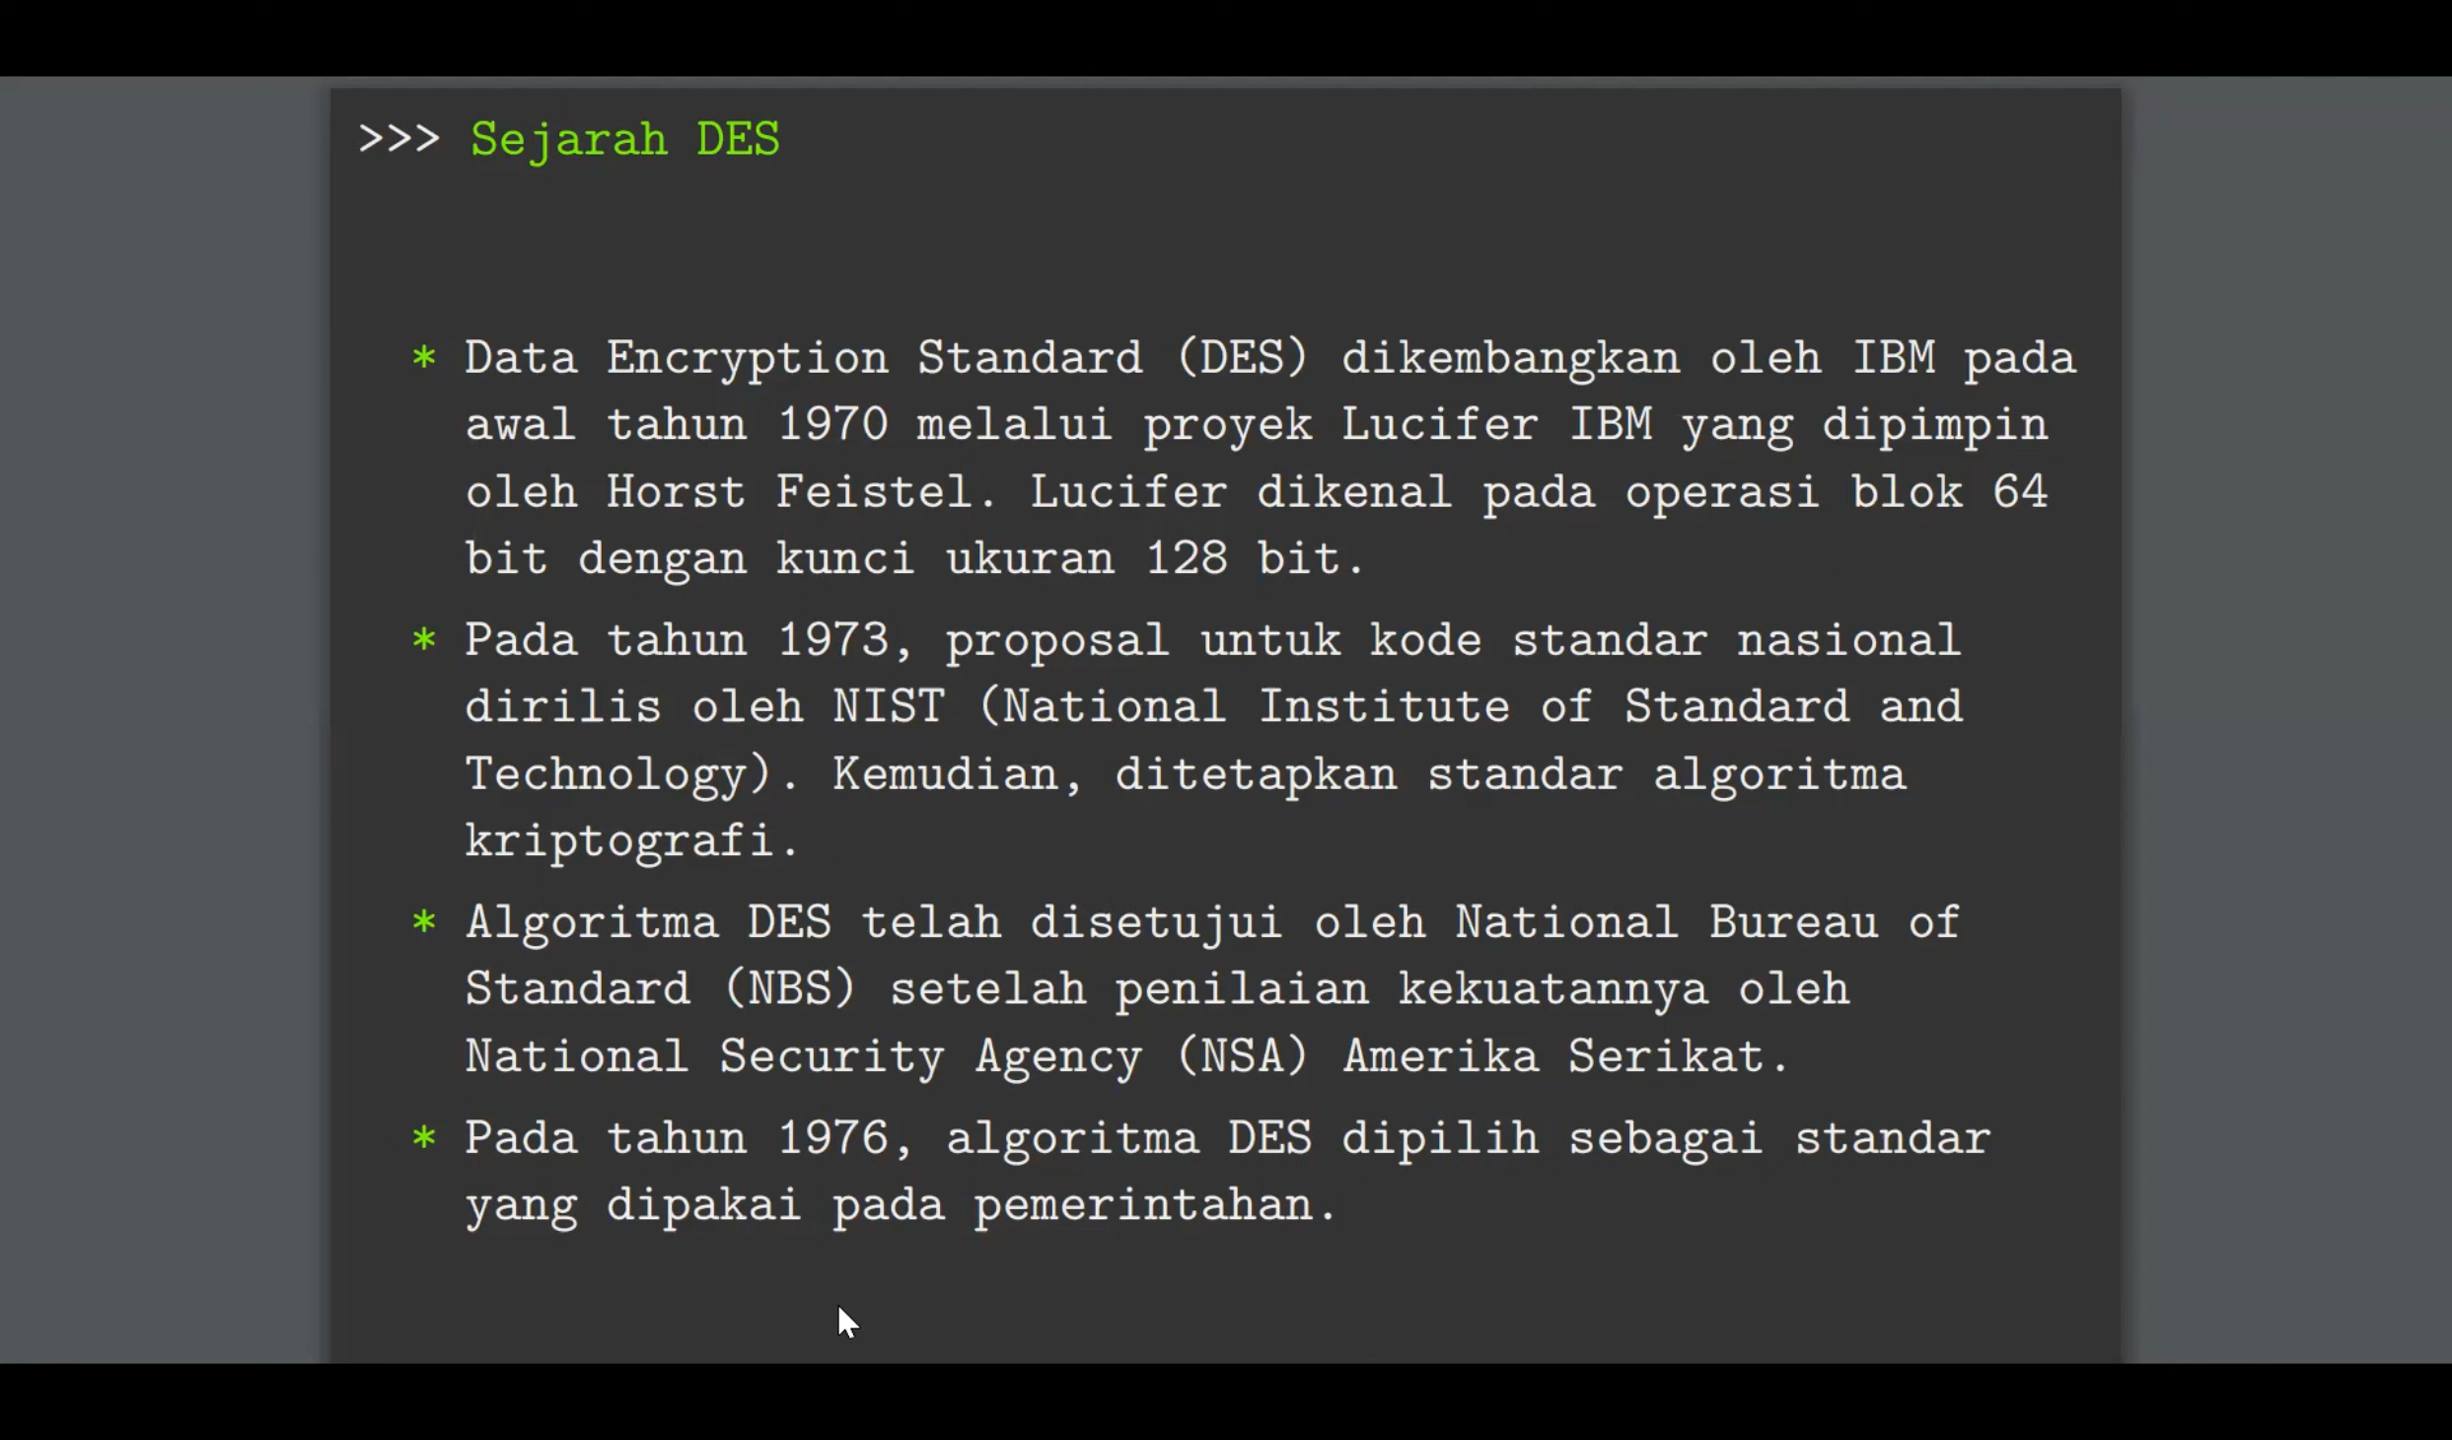 >>> Sejarah DES
* Data Encryption Standard (DES) dikembangkan oleh IBM pada
awal tahun 1970 melalui proyek Lucifer IBM yang dipimpin
oleh Horst Feistel. Lucifer dikenal pada operasi blok 64
bit dengan kunci ukuran 128 bit.
* Pada tahun 1973, proposal untuk kode standar nasional
dirilis oleh NIST (National Institute of Standard and
Technology). Kemudian, ditetapkan standar algoritma
kriptografi.
* Algoritma DES telah disetujui oleh National Bureau of
Standard (NBS) setelah penilaian kekuatannya oleh
National Security Agency (NSA) Amerika Serikat.
* Pada tahun 1976, algoritma DES dipilih sebagai standar
yang dipakai pada pemerintahan.